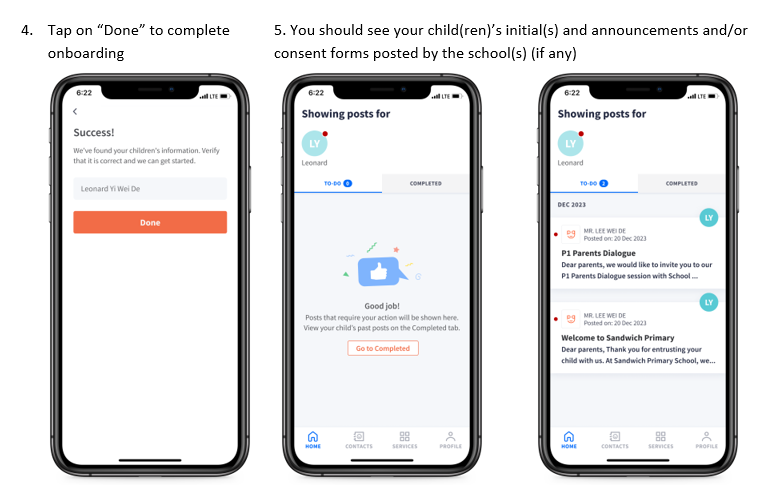 4. Tap on “Done” to complete
onboarding
5. You should see your child(ren)’s initial(s) and announcements and/or
consent forms posted by the school(s) (if any)
6:22
LTE
Success!
We've found your children's information. Verify
that it is correct and we can get started.
Leonard Yi Wei De
Done
6:22
LTE
Showing posts for
LY
Leonard
TO-DO 0
COMPLETED
Good job!
Posts that require your action will be shown here.
View your child's past posts on the Completed tab.
Go to Completed
HOME
CONTACTS
SERVICES
PROFILE
6:22
LTE
Showing posts for
LY
Leonard
TO-DO 2
COMPLETED
DEC 2023
LY
MR. LEE WEI DE
Posted on: 20 Dec 2023
P1 Parents Dialogue
Dear parents, we would like to invite you to our
P1 Parents Dialogue session with School ...
LY
MR. LEE WEI DE
Posted on: 20 Dec 2023
Welcome to Sandwich Primary
Dear parents, Thank you for entrusting your
child with us. At Sandwich Primary School, we...
HOME
CONTACTS
SERVICES
PROFILE